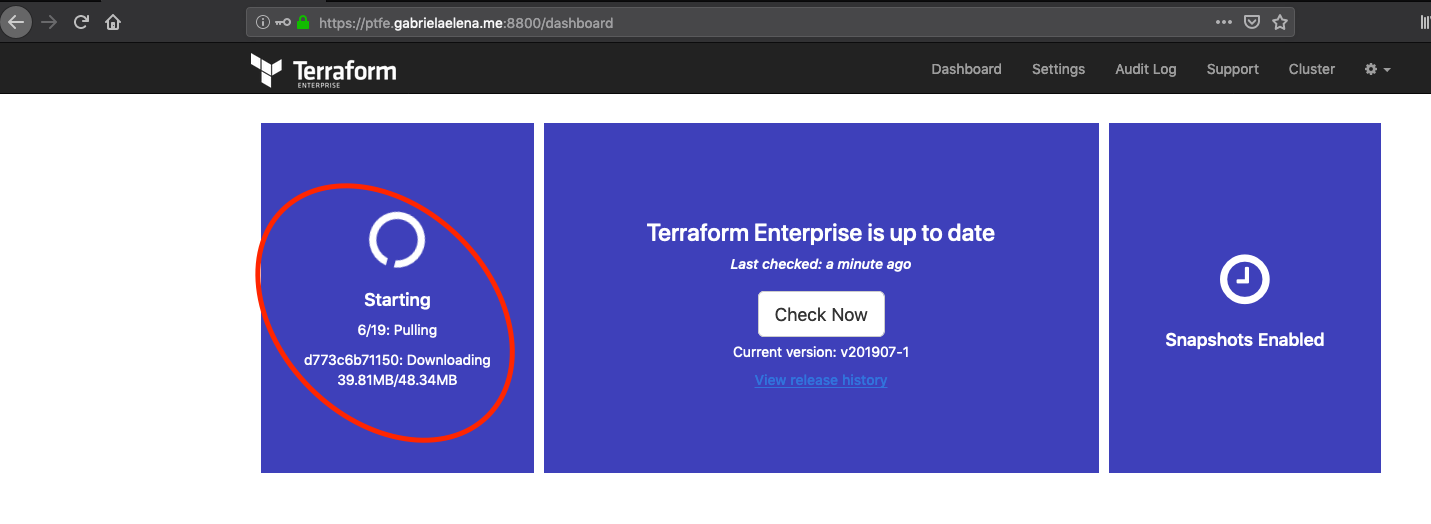 https://ptfe.gabrielaelena.me:8800/dashboard
Terraform
ENTERPRISE
Dashboard
Settings
Audit Log
Support
Cluster
Starting
6/19: Pulling
d773c6b71150: Downloading
39.81MB/48.34MB
Terraform Enterprise is up to date
Last checked: a minute ago
Check Now
Current version: v201907-1
View release history
Snapshots Enabled